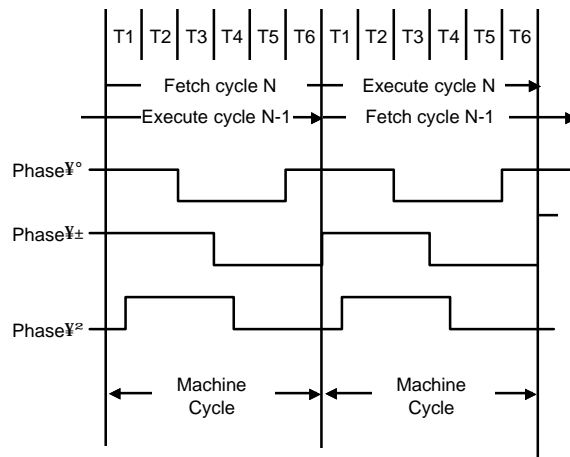 T1 T2 T3 T4 T5 T6 T1 T2 T3 T4 T5 T6
Fetch cycle N Execute cycle N
Execute cycle N-1 Fetch cycle N-1
Phase¥°
Phase¥±
Phase¥²
Machine Cycle
Machine Cycle